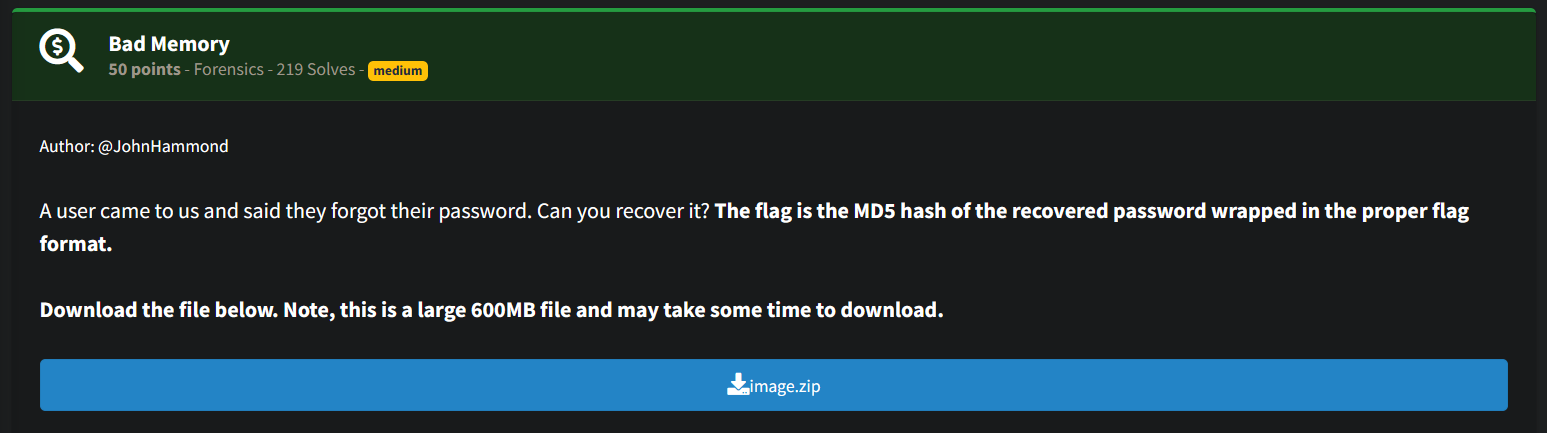 Bad Memory
50 points - Forensics - 219 Solves - medium
Author: @JohnHammond
A user came to us and said they forgot their password. Can you recover it? The flag is the MD5 hash of the recovered password wrapped in the proper flag
format.
Download the file below. Note, this is a large 600MB file and may take some time to download.
image.zip